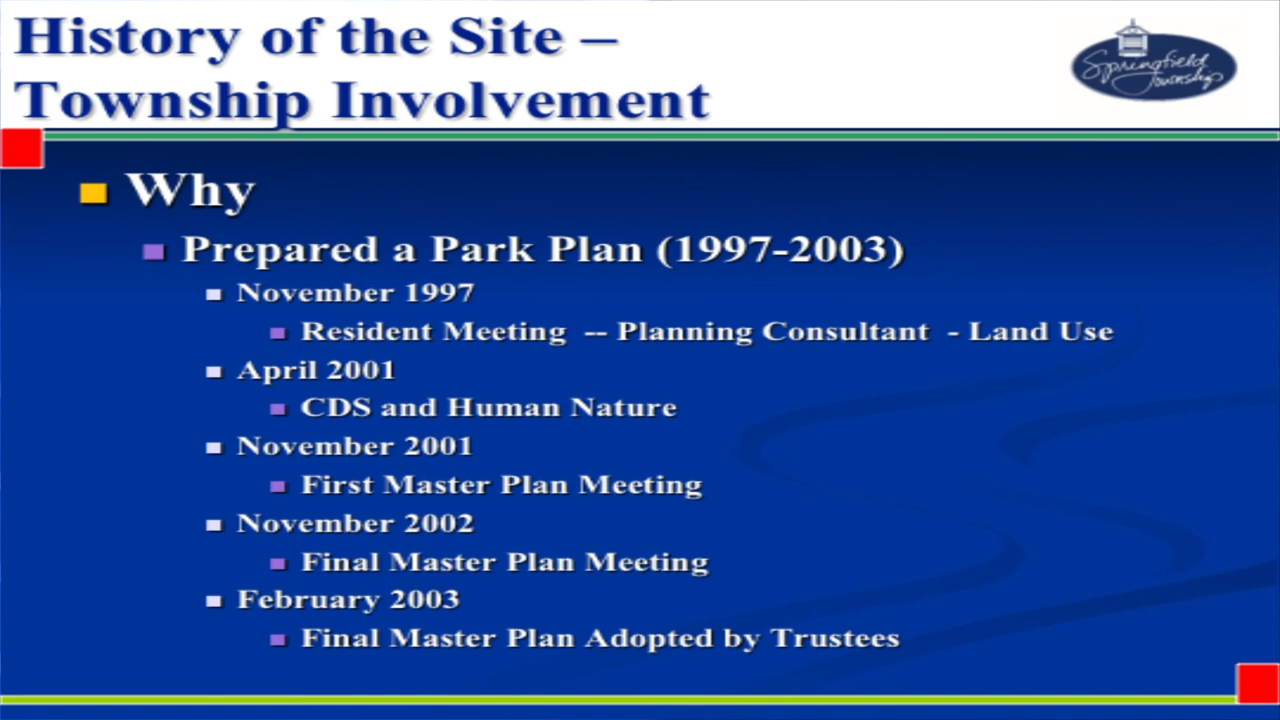 History of the Site –
Township Involvement
Springfield
Township
Why
Prepared a Park Plan (1997-2003)
November 1997
Resident Meeting -- Planning Consultant - Land Use
April 2001
CDS and Human Nature
November 2001
First Master Plan Meeting
November 2002
Final Master Plan Meeting
February 2003
Final Master Plan Adopted by Trustees